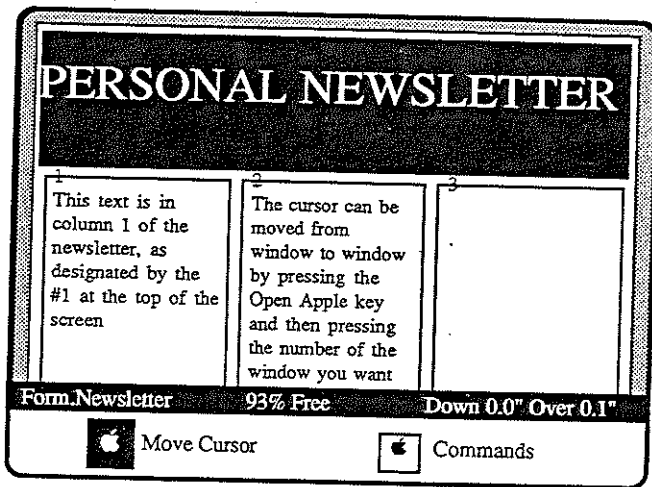 PERSONAL NEWSLETTER
1
This text is in
column 1 of the
newsletter, as
designated by the
#1 at the top of the
screen
2
The cursor can be
moved from
window to window
by pressing the
Open Apple key
and then pressing
the number of the
window you want
3
Form.Newsletter 93% Free Down 0.0" Over 0.1"
Move Cursor Commands